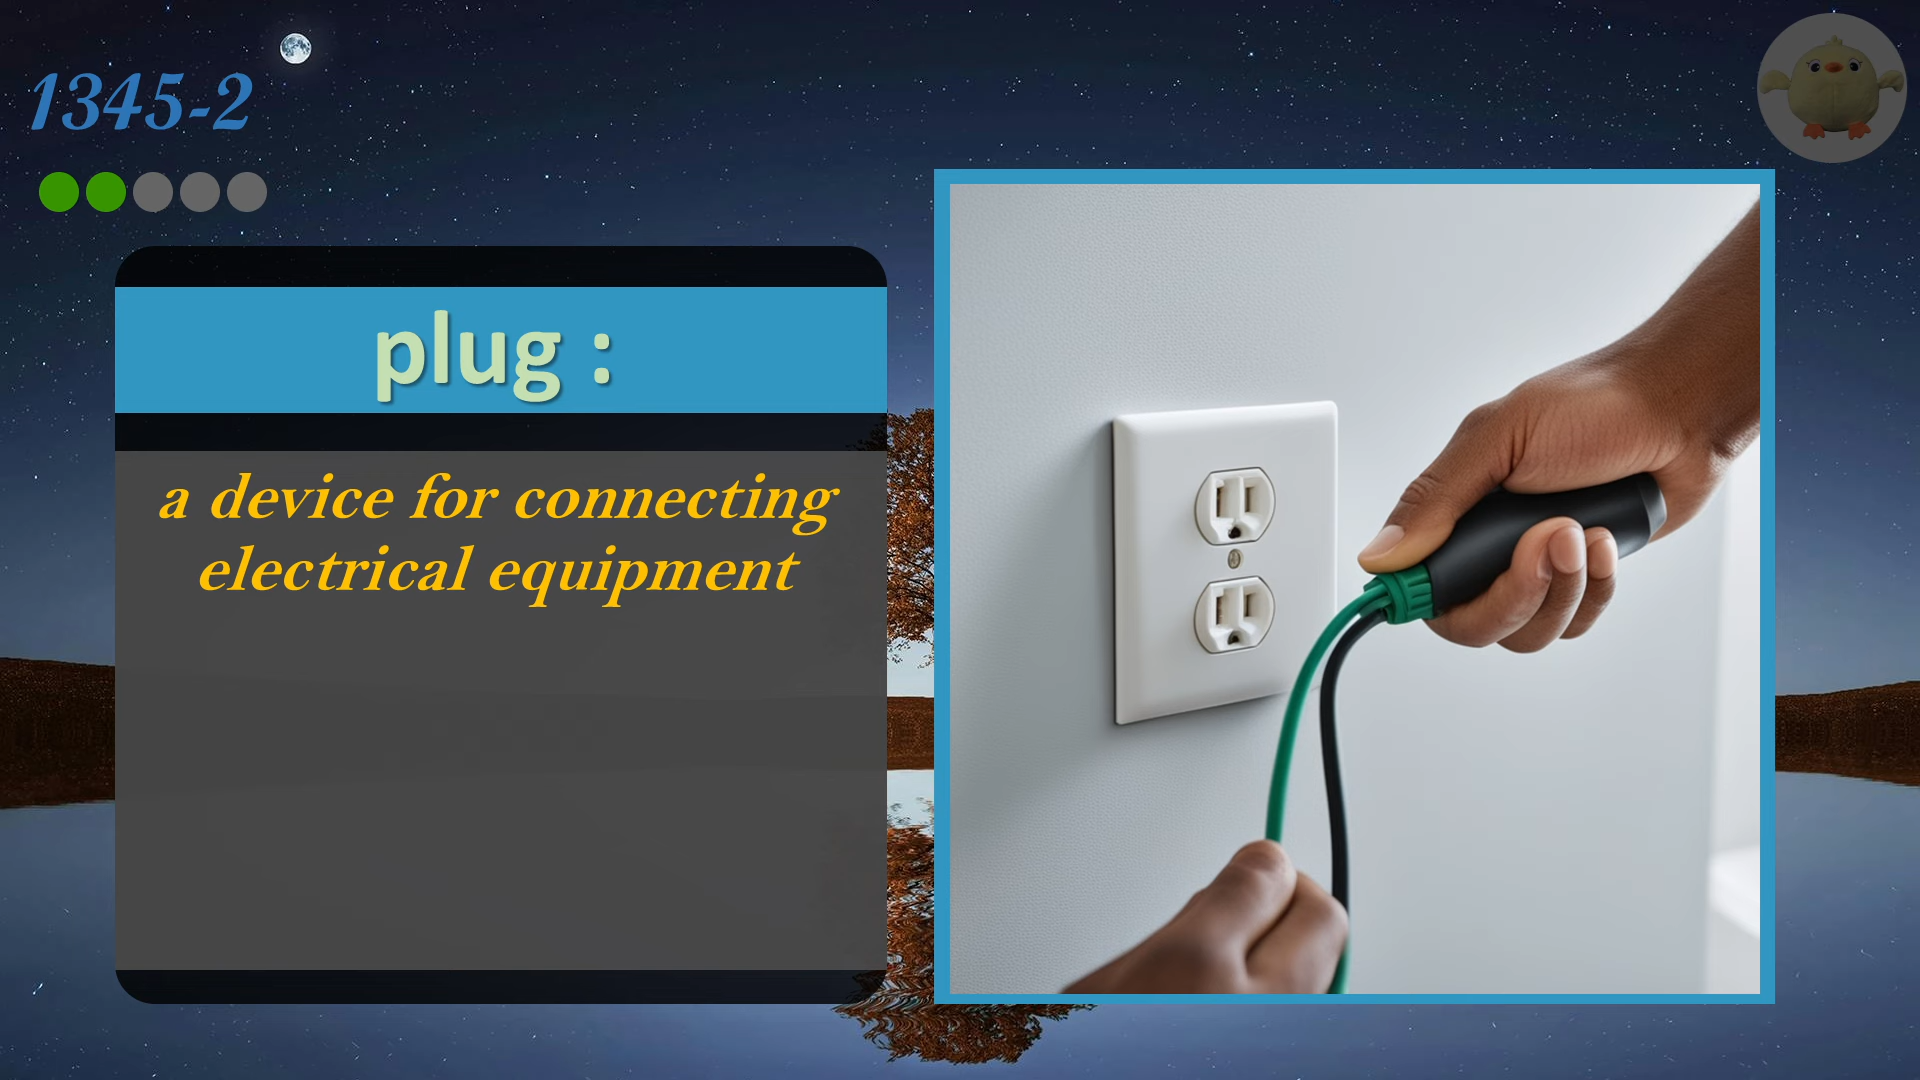 1345-2
plug :
a device for connecting
electrical equipment